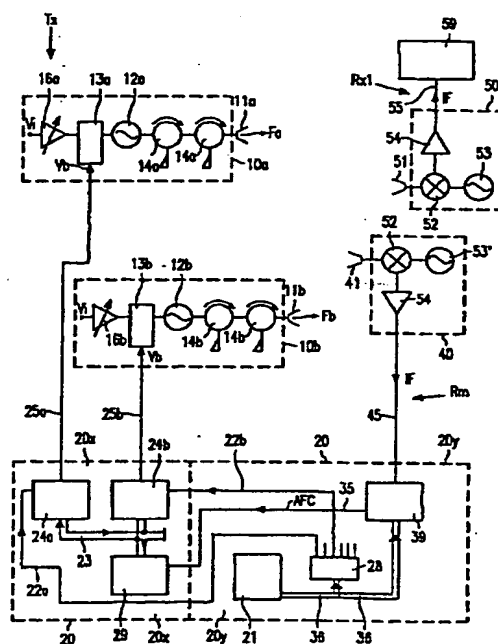 Tx
59
16a
13a
12a
11a
Rx1
55
IF
50
Vi
14a
14a
Fa
Vb
10a
54
51
53
52
13b
12b
11b
52
53'
Vi
Fb
41
54
16b
Vb
14b
14b
10b
40
IF
25a
25b
45
Rm
20x
24b
22b
20
20y
AFC
35
24a
23
28
39
22a
29
21
36
36
20
20x
20y